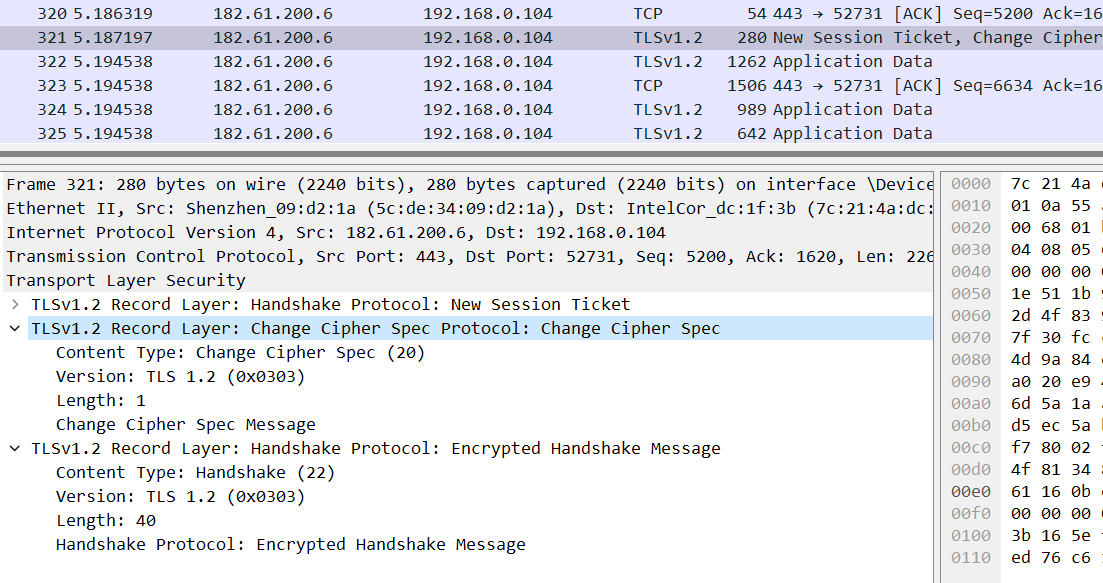 320 5.186319 182.61.200.6 192.168.0.104 TCP 54 443 → 52731 [ACK] Seq=5200 Ack=16
321 5.187197 182.61.200.6 192.168.0.104 TLSv1.2 280 New Session Ticket, Change Cipher
322 5.194538 182.61.200.6 192.168.0.104 TLSv1.2 1262 Application Data
323 5.194538 182.61.200.6 192.168.0.104 TCP 1506 443 → 52731 [ACK] Seq=6634 Ack=16
324 5.194538 182.61.200.6 192.168.0.104 TLSv1.2 989 Application Data
325 5.194538 182.61.200.6 192.168.0.104 TLSv1.2 642 Application Data
Frame 321: 280 bytes on wire (2240 bits), 280 bytes captured (2240 bits) on interface \Device
Ethernet II, Src: Shenzhen_09:d2:1a (5c:de:34:09:d2:1a), Dst: IntelCor_dc:1f:3b (7c:21:4a:dc:
Internet Protocol Version 4, Src: 182.61.200.6, Dst: 192.168.0.104
Transmission Control Protocol, Src Port: 443, Dst Port: 52731, Seq: 5200, Ack: 1620, Len: 226
Transport Layer Security
TLSv1.2 Record Layer: Handshake Protocol: New Session Ticket
TLSv1.2 Record Layer: Change Cipher Spec Protocol: Change Cipher Spec
Content Type: Change Cipher Spec (20)
Version: TLS 1.2 (0x0303)
Length: 1
Change Cipher Spec Message
TLSv1.2 Record Layer: Handshake Protocol: Encrypted Handshake Message
Content Type: Handshake (22)
Version: TLS 1.2 (0x0303)
Length: 40
Handshake Protocol: Encrypted Handshake Message
0000 7c 21 4a
0010 01 0a 55
0020 00 68 01
0030 04 08 05
0040 00 00 00
0050 1e 51 1b
0060 2d 4f 83
0070 7f 30 fc
0080 4d 9a 84
0090 a0 20 e9
00a0 6d 5a 1a
00b0 d5 ec 5a
00c0 f7 80 02
00d0 4f 81 34
00e0 61 16 0b
00f0 00 00 00
0100 3b 16 5e
0110 ed 76 c6